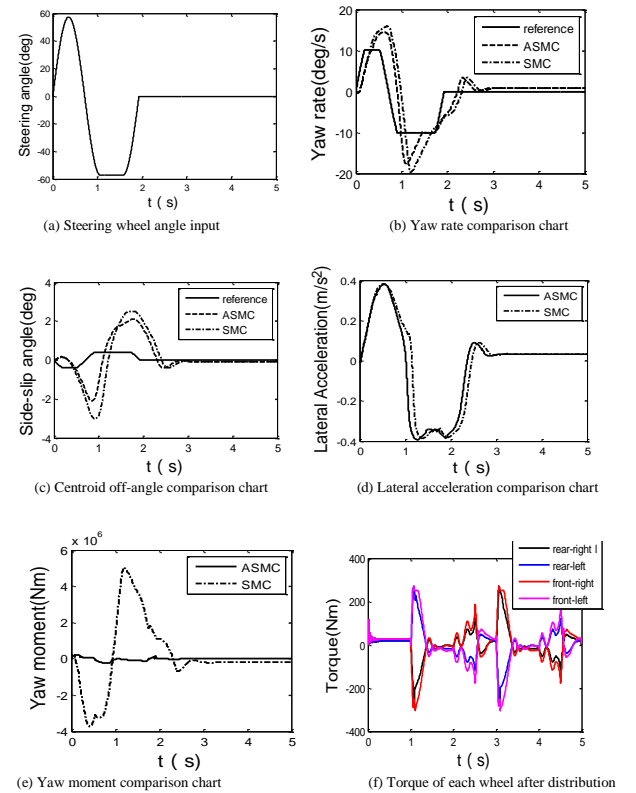 60
40
20
0
-20
-40
-60
0 1 2 3 4 5
Steering angle(deg)
t ( s)
(a) Steering wheel angle input
20
10
0
-10
-20
0 1 2 3 4 5
Yaw rate(deg/s)
t ( s)
reference
ASMC
SMC
(b) Yaw rate comparison chart
4
2
0
-2
-4
0 1 2 3 4 5
Side-slip angle(deg)
t ( s)
reference
ASMC
SMC
(c) Centroid off-angle comparison chart
0.4
0.2
0
-0.2
-0.4
0 1 2 3 4 5
Lateral Acceleration(m/s²)
t ( s)
ASMC
SMC
(d) Lateral acceleration comparison chart
x 10⁶
6
4
2
0
-2
-4
0 1 2 3 4 5
Yaw moment(Nm)
t ( s)
ASMC
SMC
(e) Yaw moment comparison chart
400
200
0
-200
-400
0 1 2 3 4 5
Torque(Nm)
t ( s)
rear-right l
rear-left
front-right
front-left
(f) Torque of each wheel after distribution